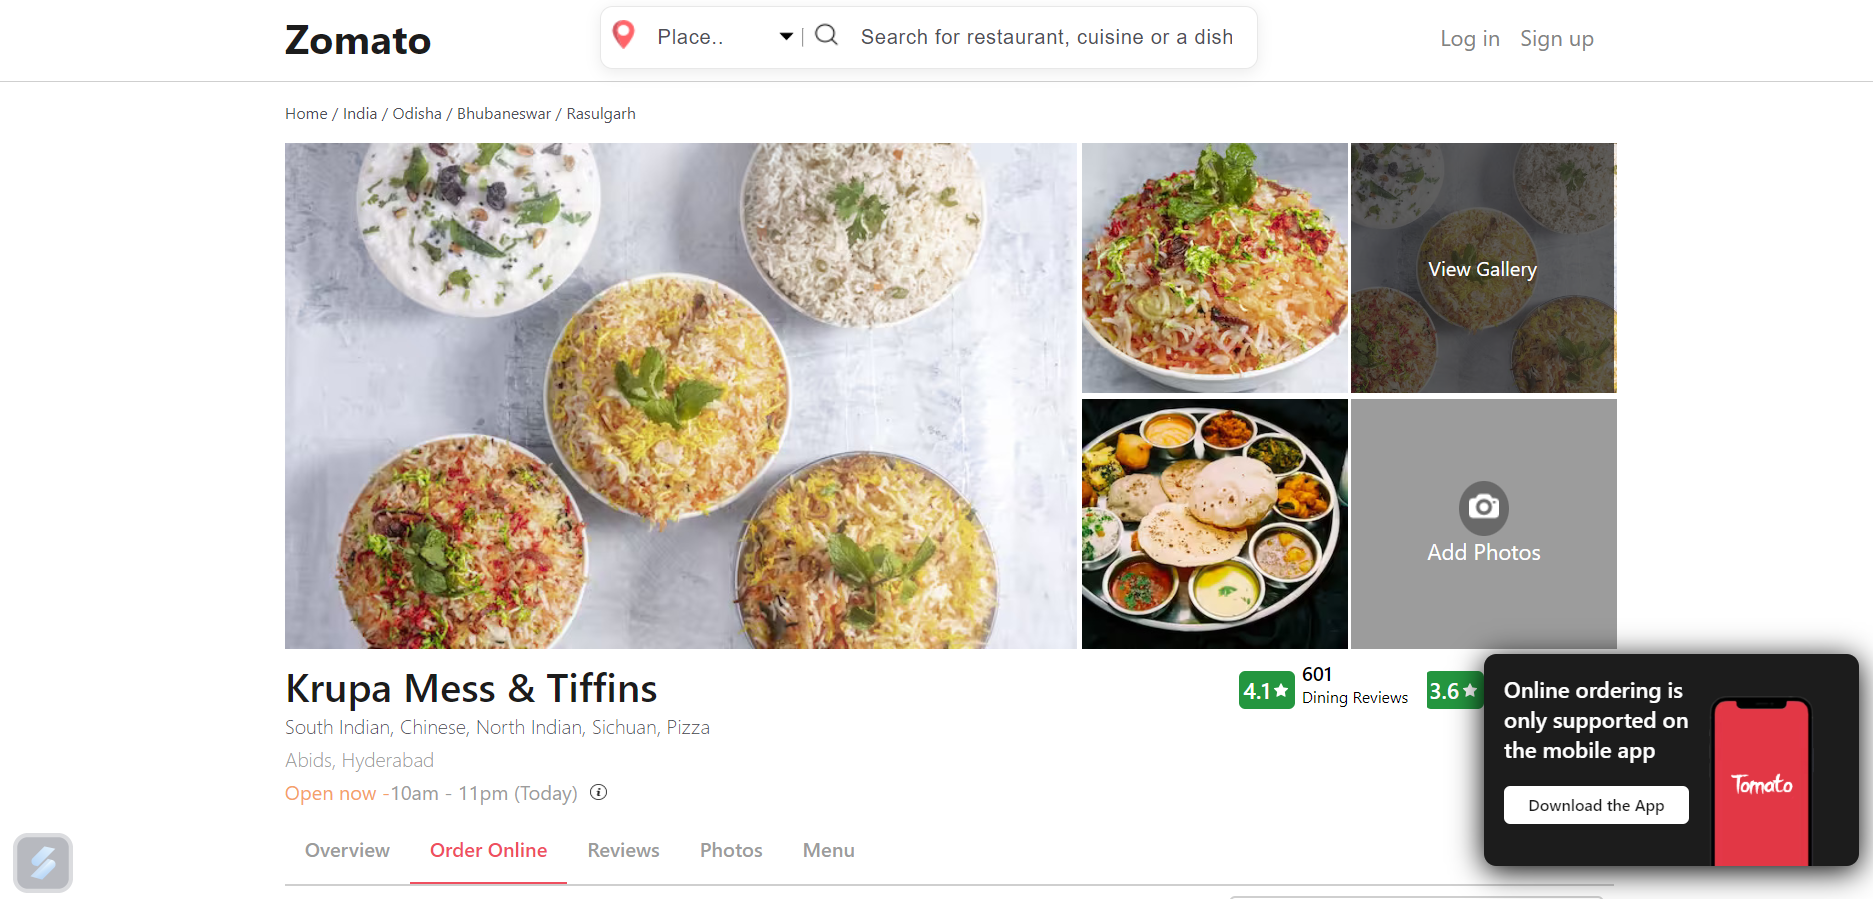 Zomato
Place..
Search for restaurant, cuisine or a dish
Log in
Sign up
Home / India / Odisha / Bhubaneswar / Rasulgarh
View Gallery
Add Photos
Krupa Mess & Tiffins
South Indian, Chinese, North Indian, Sichuan, Pizza
Abids, Hyderabad
Open now -10am - 11pm (Today)
4.1
601
Dining Reviews
3.6
Online ordering is
only supported on
the mobile app
Download the App
Tomato
Overview
Order Online
Reviews
Photos
Menu